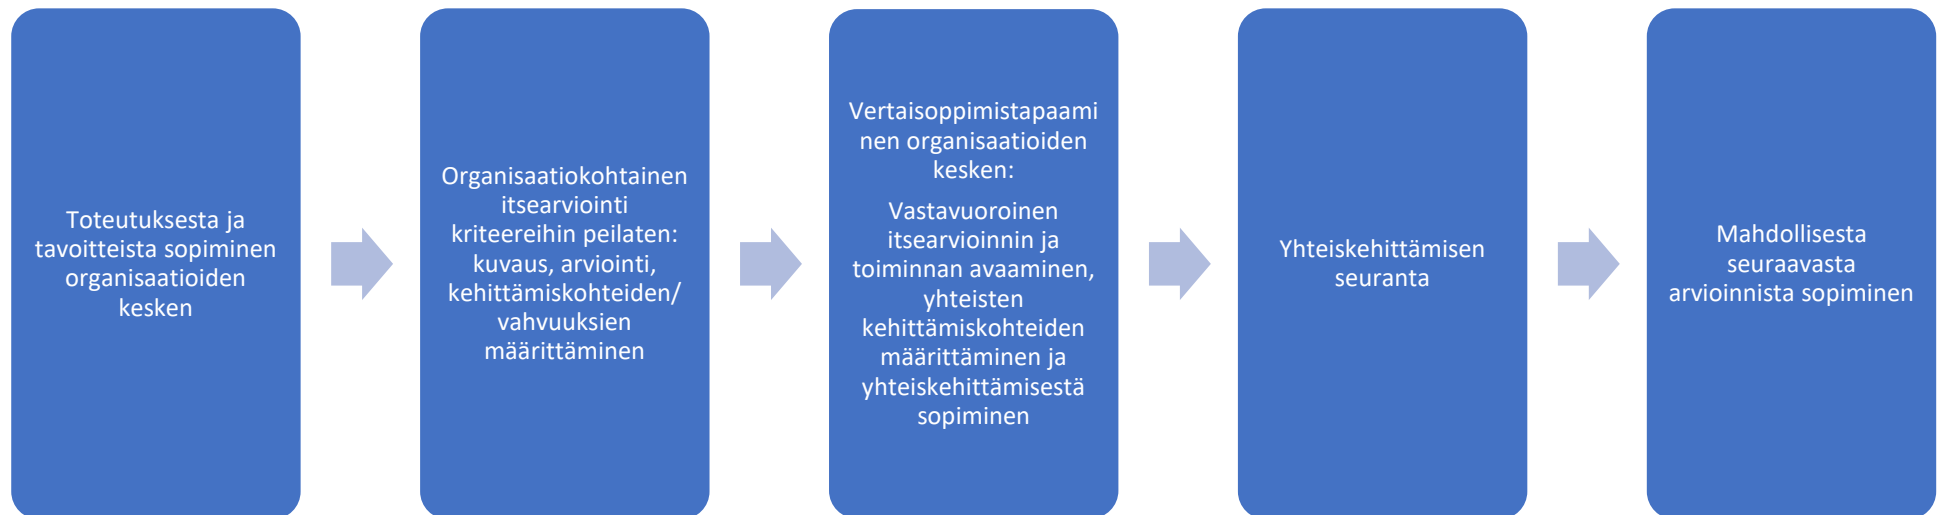 Toteutuksesta ja
tavoitteista sopiminen
organisaatioiden
kesken
Organisaatiokohtainen
itsearviointi
kriteereihin peilaten:
kuvaus, arviointi,
kehittämiskohteiden/
vahvuuksien
määrittäminen
Vertaisoppimistapaami
nen organisaatioiden
kesken:
Vastavuoroinen
itsearvioinnin ja
toiminnan avaaminen,
yhteisten
kehittämiskohteiden
määrittäminen ja
yhteiskehittämisestä
sopiminen
Yhteiskehittämisen
seuranta
Mahdollisesta
seuraavasta
arvioinnista sopiminen